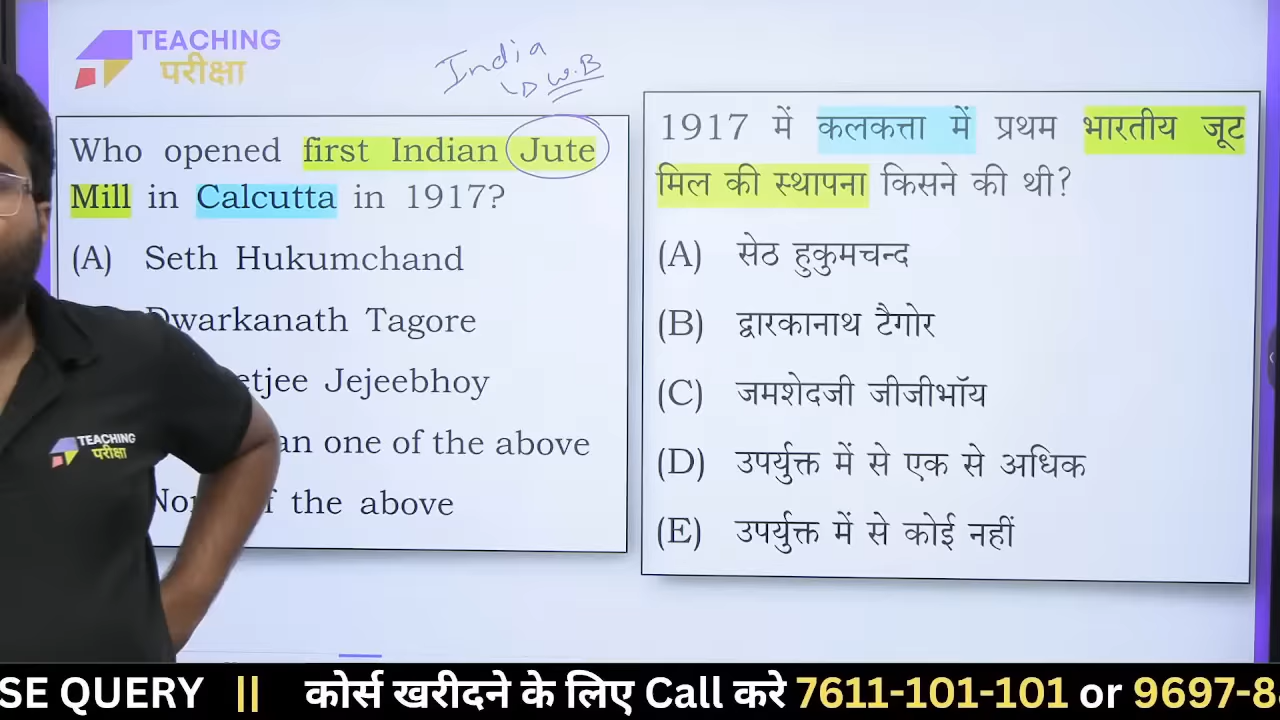 TEACHING
परीक्षा
India
W.B
Who opened first Indian Jute
Mill in Calcutta in 1917?
(A) Seth Hukumchand
Dwarkanath Tagore
etjee Jejeebhoy
an one of the above
f the above
1917 में कलकत्ता में प्रथम भारतीय जूट
मिल की स्थापना किसने की थी?
(A) सेठ हुकुमचन्द
(B) द्वारकानाथ टैगोर
(C) जमशेदजी जीजीभॉय
(D) उपर्युक्त में से एक से अधिक
(E) उपर्युक्त में से कोई नहीं
TEACHING
परीक्षा
SE QUERY || कोर्स खरीदने के लिए Call करे 7611-101-101 or 9697-8